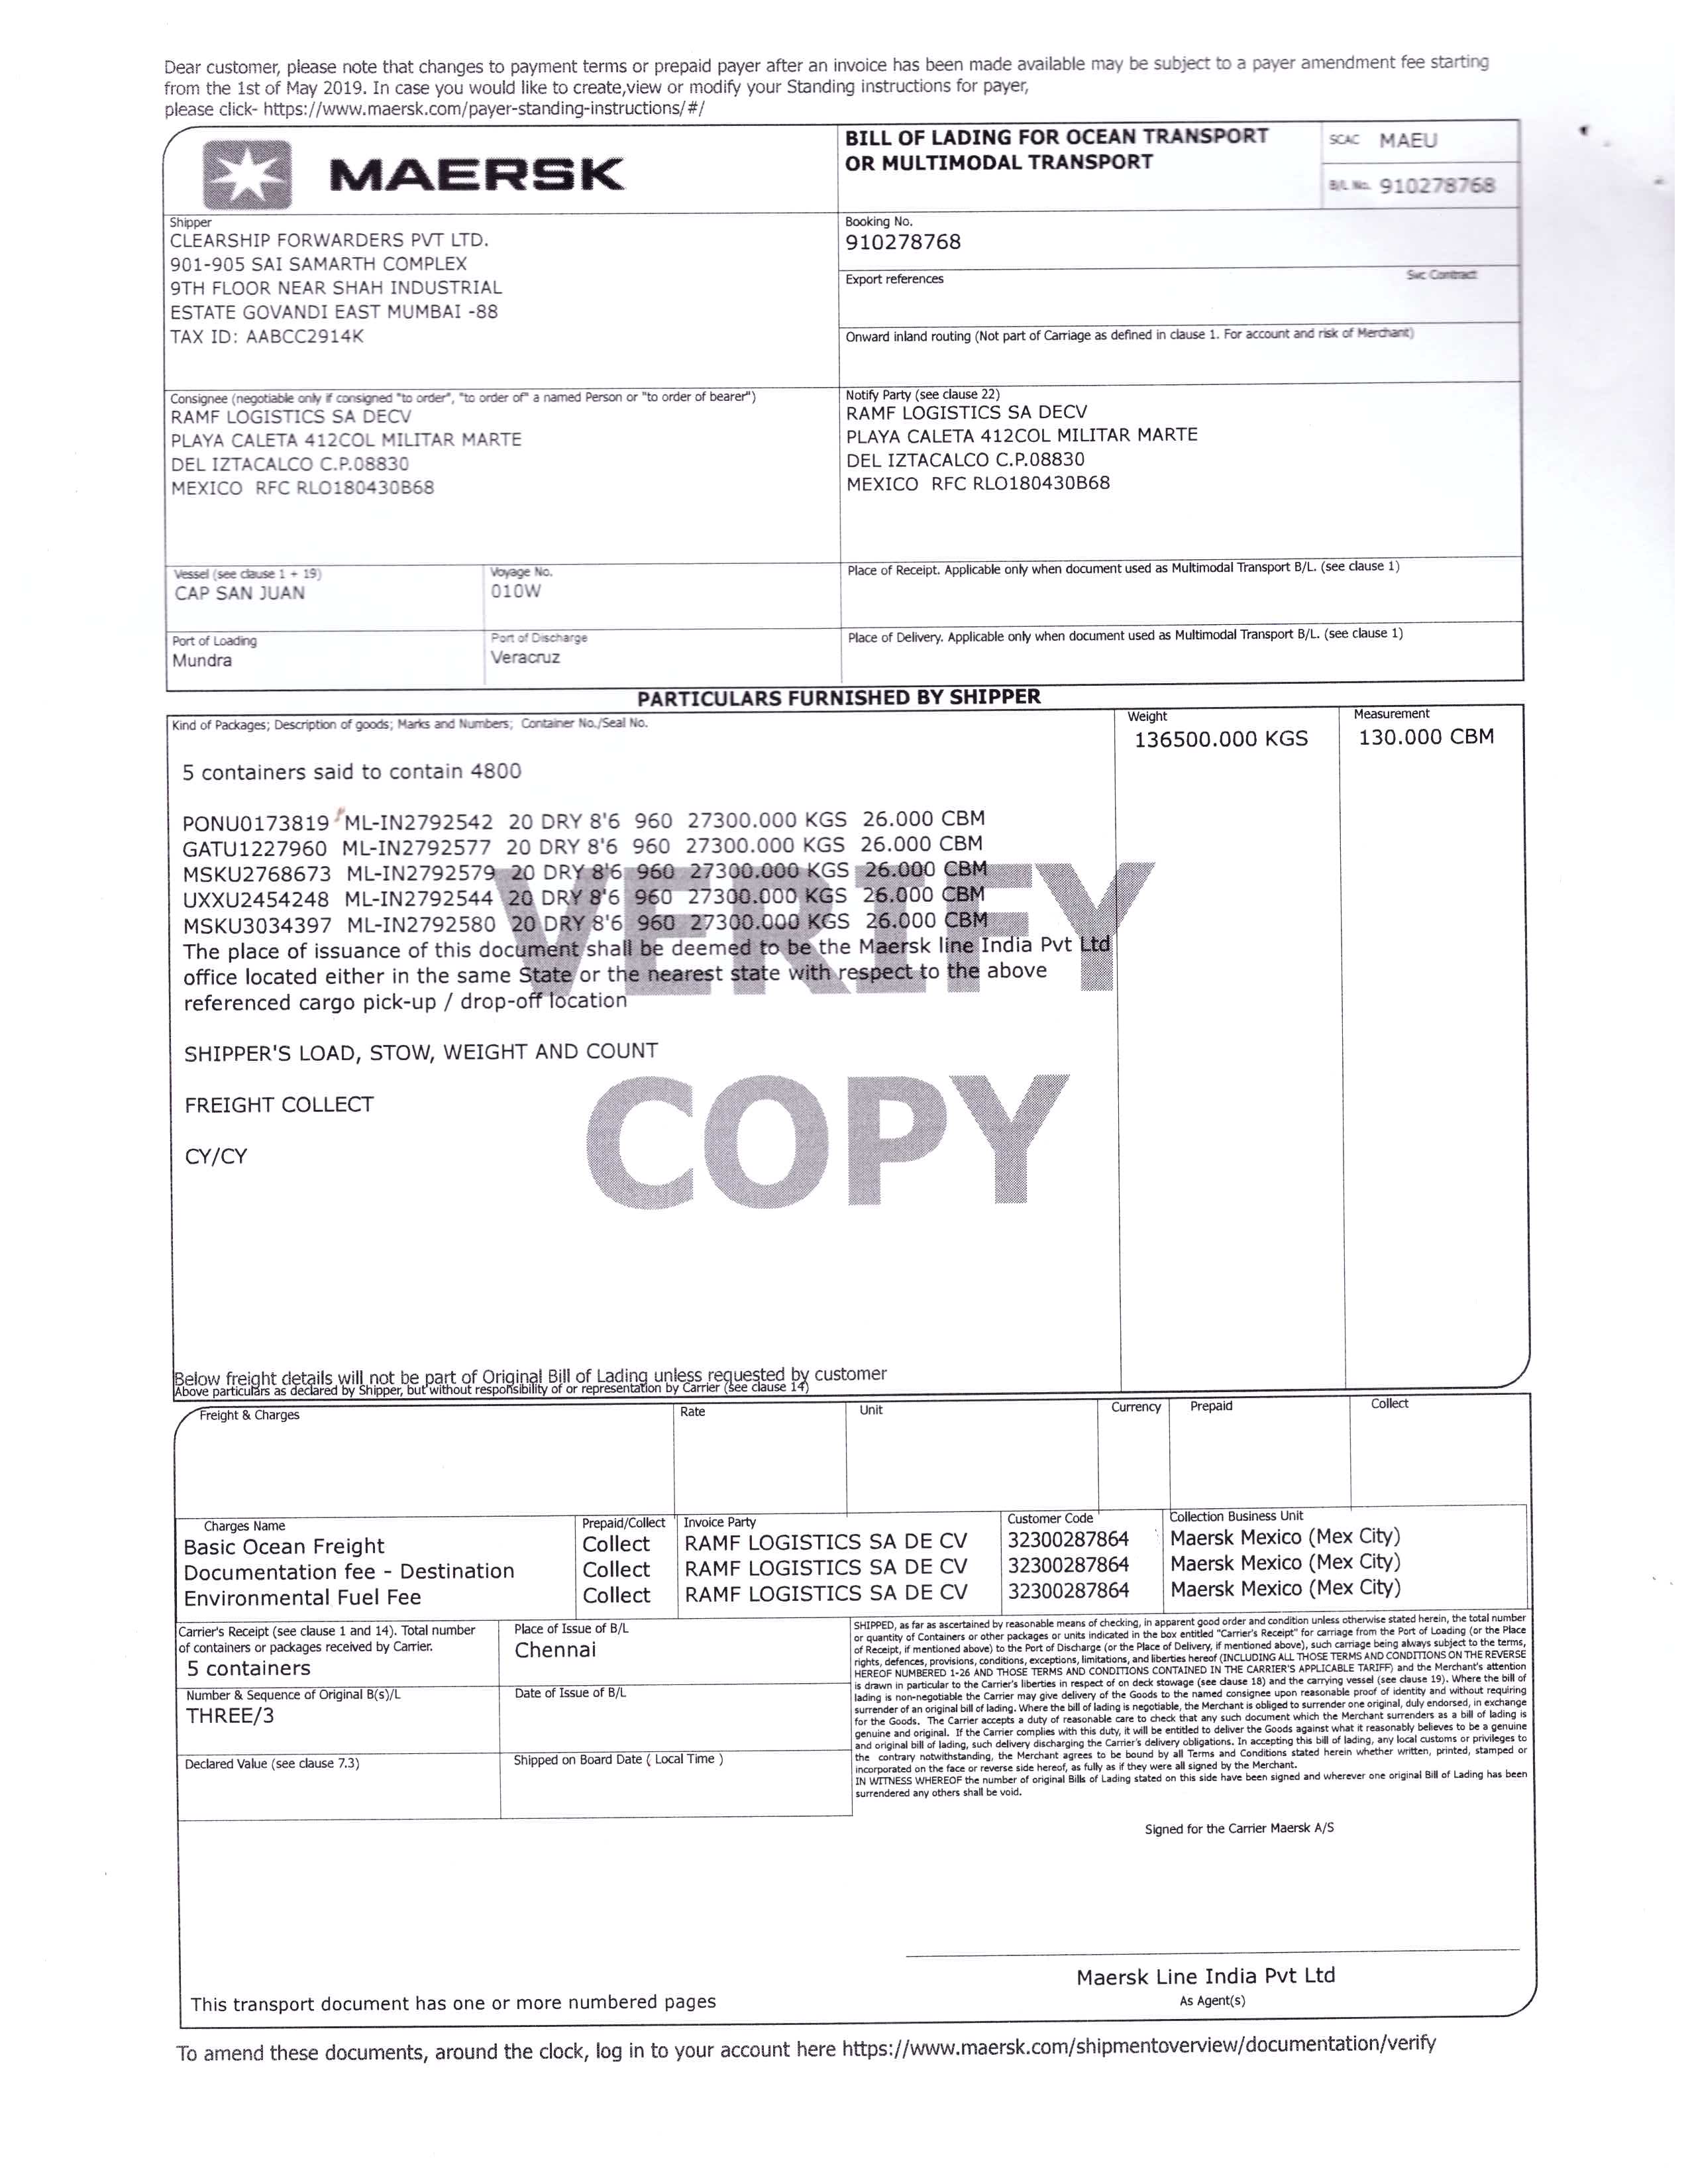 Dear customer, please note that changes to payment terms or prepaid payer after an invoice has been made available may be subject to a payer amendment fee starting
from the 1st of May 2019. In case you would like to create,view or modify your Standing instructions for payer,
please click- https://www.maersk.com/payer-standing-instructions/#/
MAERSK
BILL OF LADING FOR OCEAN TRANSPORT
OR MULTIMODAL TRANSPORT
SCAC MAEU
B/L No. 910278768
Shipper
CLEARSHIP FORWARDERS PVT LTD.
901-905 SAI SAMARTH COMPLEX
9TH FLOOR NEAR SHAH INDUSTRIAL
ESTATE GOVANDI EAST MUMBAI -88
TAX ID: AABCC2914K
Booking No.
910278768
Export references
Svc Contract
Onward inland routing (Not part of Carriage as defined in clause 1. For account and risk of Merchant)
Consignee (negotiable only if consigned "to order", "to order of" a named Person or "to order of bearer")
RAMF LOGISTICS SA DECV
PLAYA CALETA 412COL MILITAR MARTE
DEL IZTACALCO C.P.08830
MEXICO RFC RLO180430B68
Notify Party (see clause 22)
RAMF LOGISTICS SA DECV
PLAYA CALETA 412COL MILITAR MARTE
DEL IZTACALCO C.P.08830
MEXICO RFC RLO180430B68
Vessel (see clause 1 + 19)
CAP SAN JUAN
Voyage No.
010W
Place of Receipt. Applicable only when document used as Multimodal Transport B/L. (see clause 1)
Port of Loading
Mundra
Port of Discharge
Veracruz
Place of Delivery. Applicable only when document used as Multimodal Transport B/L. (see clause 1)
PARTICULARS FURNISHED BY SHIPPER
Kind of Packages; Description of goods; Marks and Numbers; Container No./Seal No.
Weight
136500.000 KGS
Measurement
130.000 CBM
5 containers said to contain 4800
PONU0173819 ML-IN2792542 20 DRY 8'6 960 27300.000 KGS 26.000 CBM
GATU1227960 ML-IN2792577 20 DRY 8'6 960 27300.000 KGS 26.000 CBM
MSKU2768673 ML-IN2792579 20 DRY 8'6 960 27300.000 KGS 26.000 CBM
UXXU2454248 ML-IN2792544 20 DRY 8'6 960 27300.000 KGS 26.000 CBM
MSKU3034397 ML-IN2792580 20 DRY 8'6 960 27300.000 KGS 26.000 CBM
The place of issuance of this document shall be deemed to be the Maersk line India Pvt Ltd
office located either in the same State or the nearest state with respect to the above
referenced cargo pick-up / drop-off location
VERIFY
SHIPPER'S LOAD, STOW, WEIGHT AND COUNT
FREIGHT COLLECT
CY/CY
COPY
Below freight details will not be part of Original Bill of Lading unless requested by customer
Above particulars as declared by Shipper, but without responsibility of or representation by Carrier (see clause 14)
Freight & Charges
Rate
Unit
Currency
Prepaid
Collect
Charges Name Prepaid/Collect Invoice Party Customer Code Collection Business Unit
Basic Ocean Freight Collect RAMF LOGISTICS SA DE CV 32300287864 Maersk Mexico (Mex City)
Documentation fee - Destination Collect RAMF LOGISTICS SA DE CV 32300287864 Maersk Mexico (Mex City)
Environmental Fuel Fee Collect RAMF LOGISTICS SA DE CV 32300287864 Maersk Mexico (Mex City)
Carrier's Receipt (see clause 1 and 14). Total number
of containers or packages received by Carrier.
5 containers
Place of Issue of B/L
Chennai
Number & Sequence of Original B(s)/L
THREE/3
Date of Issue of B/L
Declared Value (see clause 7.3)
Shipped on Board Date ( Local Time )
SHIPPED, as far as ascertained by reasonable means of checking, in apparent good order and condition unless otherwise stated herein, the total number
or quantity of Containers or other packages or units indicated in the box entitled "Carrier's Receipt" for carriage from the Port of Loading (or the Place
of Receipt, if mentioned above) to the Port of Discharge (or the Place of Delivery, if mentioned above), such carriage being always subject to the terms,
rights, defences, provisions, conditions, exceptions, limitations, and liberties hereof (INCLUDING ALL THOSE TERMS AND CONDITIONS ON THE REVERSE
HEREOF NUMBERED 1-26 AND THOSE TERMS AND CONDITIONS CONTAINED IN THE CARRIER'S APPLICABLE TARIFF) and the Merchant's attention
is drawn in particular to the Carrier's liberties in respect of on deck stowage (see clause 18) and the carrying vessel (see clause 19). Where the bill of
lading is non-negotiable the Carrier may give delivery of the Goods to the named consignee upon reasonable proof of identity and without requiring
surrender of an original bill of lading. Where the bill of lading is negotiable, the Merchant is obliged to surrender one original, duly endorsed, in exchange
for the Goods. The Carrier accepts a duty of reasonable care to check that any such document which the Merchant surrenders as a bill of lading is
genuine and original. If the Carrier complies with this duty, it will be entitled to deliver the Goods against what it reasonably believes to be a genuine
and original bill of lading, such delivery discharging the Carrier's delivery obligations. In accepting this bill of lading, any local customs or privileges to
the contrary notwithstanding, the Merchant agrees to be bound by all Terms and Conditions stated herein whether written, printed, stamped or
incorporated on the face or reverse side hereof, as fully as if they were all signed by the Merchant.
IN WITNESS WHEREOF the number of original Bills of Lading stated on this side have been signed and wherever one original Bill of Lading has been
surrendered any others shall be void.
Signed for the Carrier Maersk A/S
Maersk Line India Pvt Ltd
As Agent(s)
This transport document has one or more numbered pages
To amend these documents, around the clock, log in to your account here https://www.maersk.com/shipmentoverview/documentation/verify